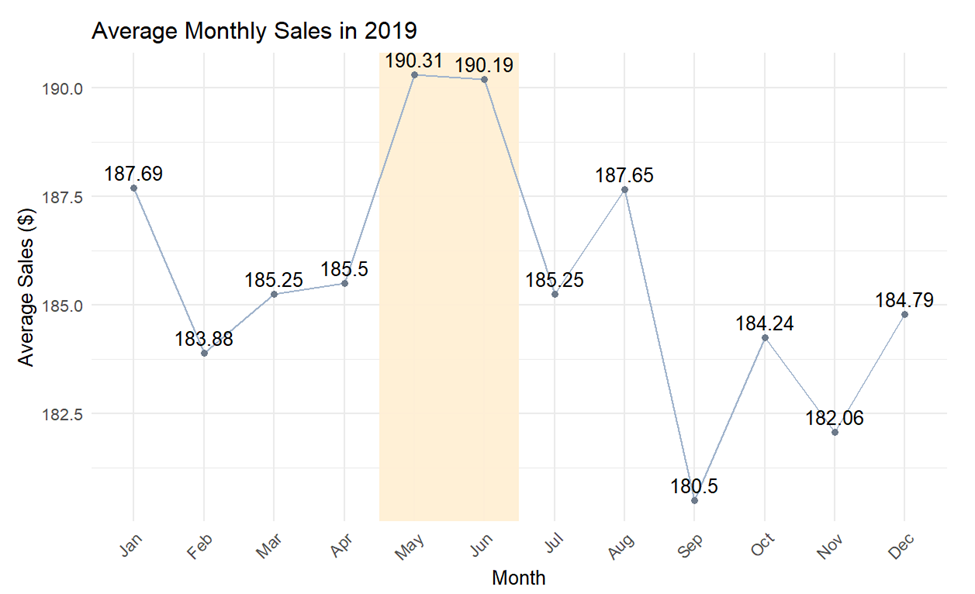 Average Monthly Sales in 2019
190.31
190.19
190.0
187.69
187.65
187.5
185.5
185.25
185.25
185.0
184.79
184.24
183.88
182.5
182.06
180.5
Average Sales ($)
Jan
Feb
Mar
Apr
May
Jun
Jul
Aug
Sep
Oct
Nov
Dec
Month